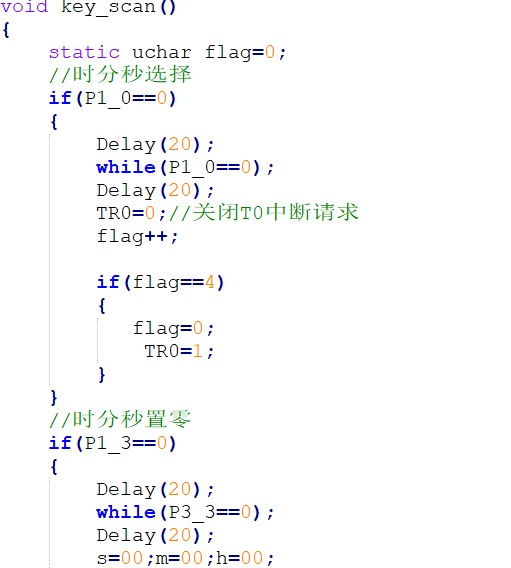 void key_scan()
{
static uchar flag=0;
//时分秒选择
if(P1_0==0)
{
Delay(20);
while(P1_0==0);
Delay(20);
TR0=0;//关闭T0中断请求
flag++;
if(flag==4)
{
flag=0;
TR0=1;
}
}
//时分秒置零
if(P1_3==0)
{
Delay(20);
while(P3_3==0);
Delay(20);
s=00;m=00;h=00;